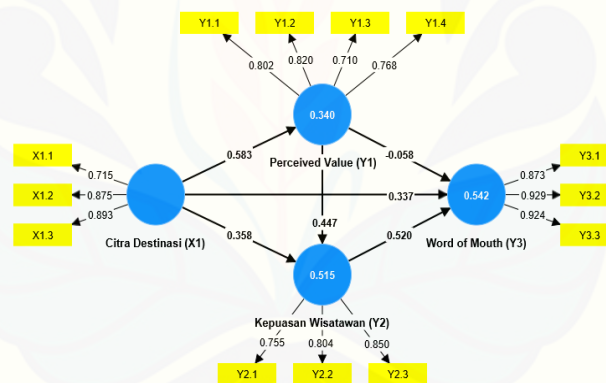 Y1.1 Y1.2 Y1.3 Y1.4
0.802 0.820 0.710 0.768
0.340
Perceived Value (Y1)
X1.1
X1.2
X1.3
0.715
0.875
0.893
Citra Destinasi (X1)
0.583
-0.058
0.337
0.447
0.358
0.520
0.542
Word of Mouth (Y3)
0.873
0.929
0.924
Y3.1
Y3.2
Y3.3
0.515
Kepuasan Wisatawan (Y2)
0.755 0.804 0.850
Y2.1 Y2.2 Y2.3